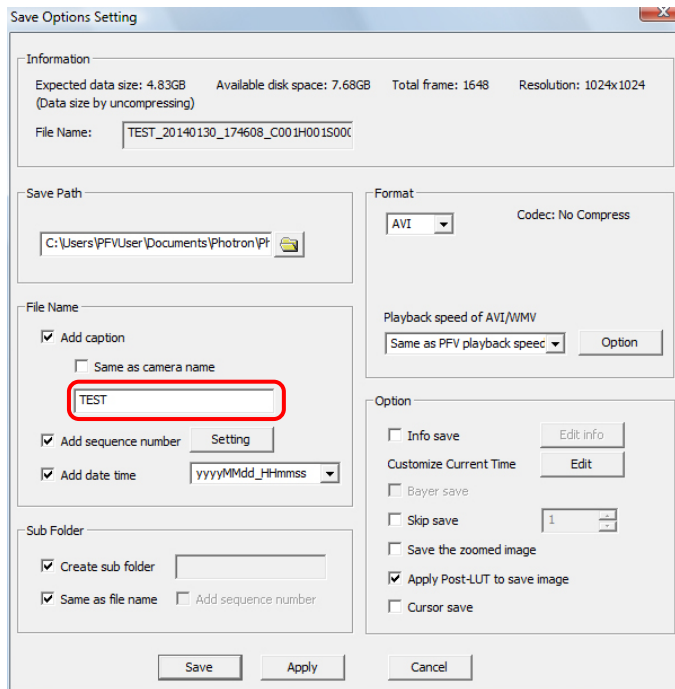 Save Options Setting
Information
Expected data size: 4.83GB Available disk space: 7.68GB Total frame: 1648 Resolution: 1024x1024
(Data size by uncompressing)
File Name: TEST_20140130_174608_C001H001S000
Save Path
C:\Users\PFVUser\Documents\Photron\Ph
Format
AVI Codec: No Compress
Playback speed of AVI/WMV
Same as PFV playback speed Option
File Name
Add caption
Same as camera name
TEST
Add sequence number Setting
Add date time yyyyMMdd_HHmmss
Option
Info save Edit info
Customize Current Time Edit
Bayer save
Skip save 1
Save the zoomed image
Apply Post-LUT to save image
Cursor save
Sub Folder
Create sub folder
Same as file name Add sequence number
Save Apply Cancel